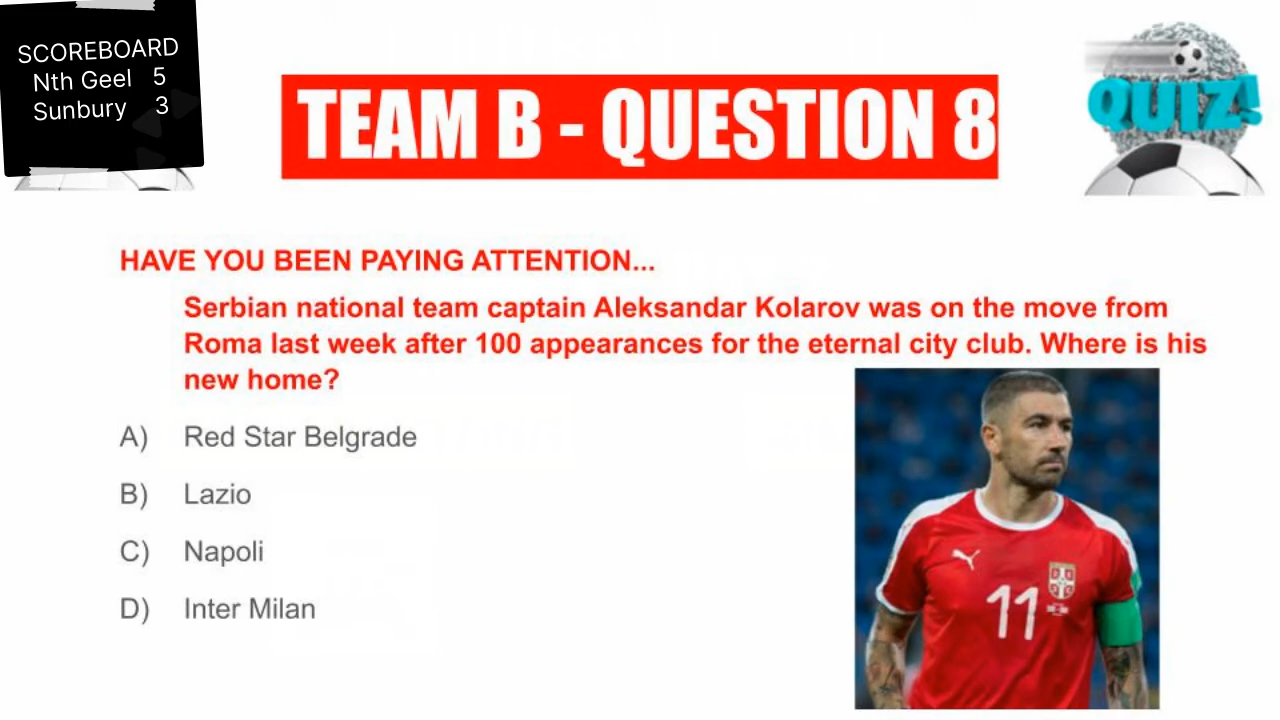 SCOREBOARD
Nth Geel 5
Sunbury 3
TEAM B - QUESTION 8
QUIZ!
HAVE YOU BEEN PAYING ATTENTION...
Serbian national team captain Aleksandar Kolarov was on the move from
Roma last week after 100 appearances for the eternal city club. Where is his
new home?
A) Red Star Belgrade
B) Lazio
C) Napoli
D) Inter Milan
11